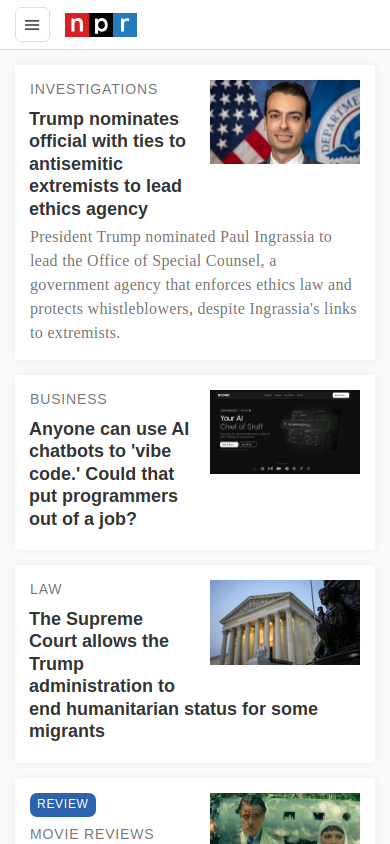 npr
INVESTIGATIONS
Trump nominates
official with ties to
antisemitic
extremists to lead
ethics agency
President Trump nominated Paul Ingrassia to
lead the Office of Special Counsel, a
government agency that enforces ethics law and
protects whistleblowers, despite Ingrassia's links
to extremists.
BUSINESS
Anyone can use AI
chatbots to 'vibe
code.' Could that
put programmers
out of a job?
Your AI
Chief of Staff
LAW
The Supreme
Court allows the
Trump
administration to
end humanitarian status for some
migrants
REVIEW
MOVIE REVIEWS